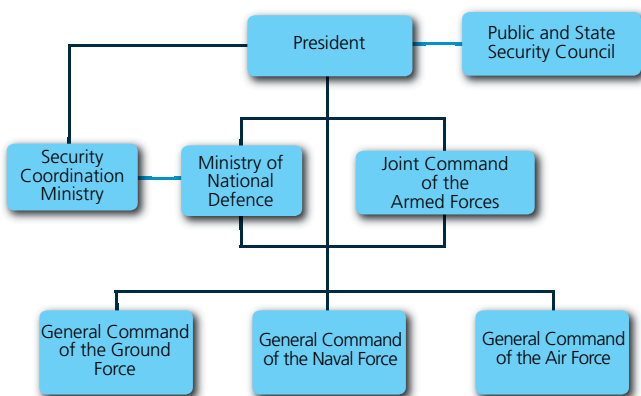 President
Public and State
Security Council
Security
Coordination
Ministry
Ministry of
National
Defence
Joint Command
of the
Armed Forces
General Command
of the Ground
Force
General Command
of the Naval Force
General Command
of the Air Force